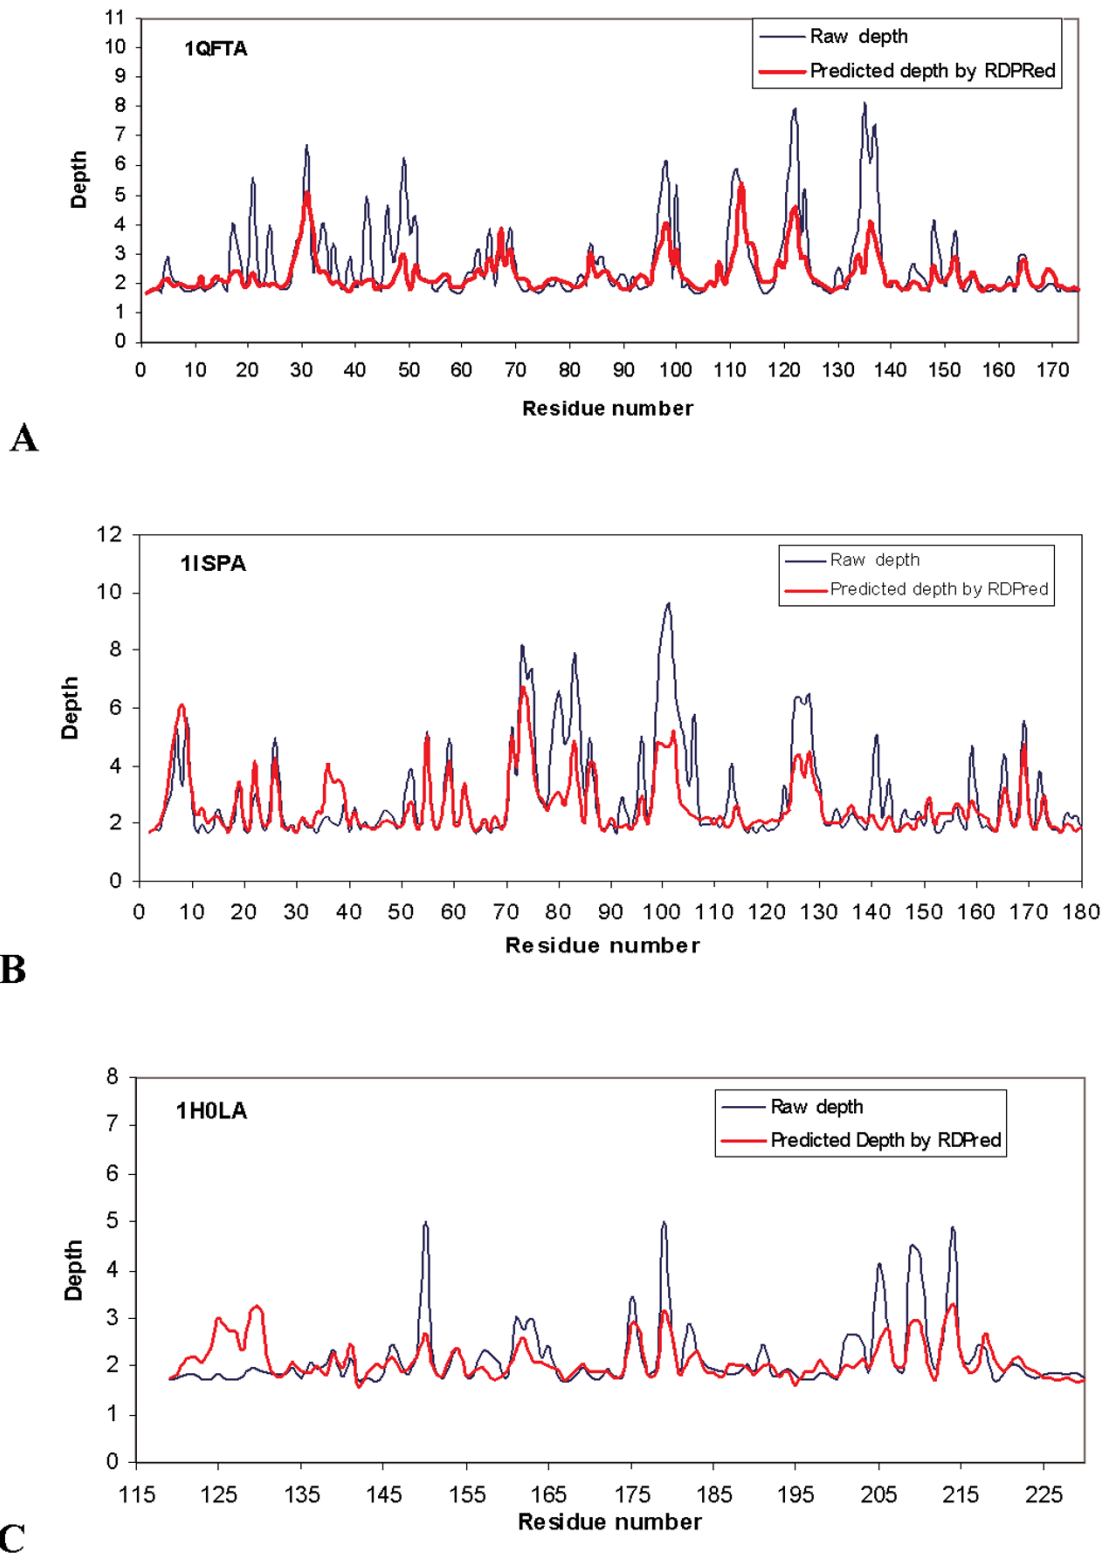 1QFTA
Raw depth
Predicted depth by RDPRed
11
10
9
8
7
6
5
4
3
2
1
0
Depth
0 10 20 30 40 50 60 70 80 90 100 110 120 130 140 150 160 170
Residue number
A
1ISPA
Raw depth
Predicted depth by RDPred
12
10
8
6
4
2
0
Depth
0 10 20 30 40 50 60 70 80 90 100 110 120 130 140 150 160 170 180
Residue number
B
1H0LA
Raw depth
Predicted Depth by RDPred
8
7
6
5
4
3
2
1
0
Depth
115 125 135 145 155 165 175 185 195 205 215 225
Residue number
C